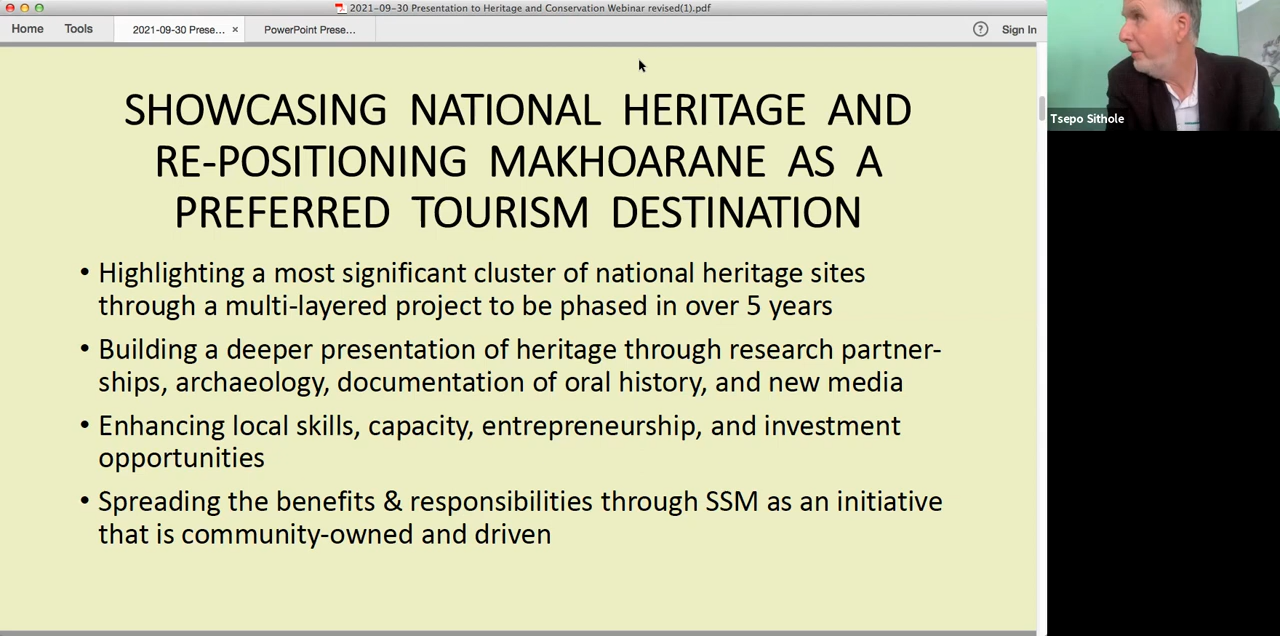 2021-09-30 Presentation to Heritage and Conservation Webinar revised(1).pdf
Home Tools 2021-09-30 Prese... × PowerPoint Prese... ? Sign In
SHOWCASING NATIONAL HERITAGE AND
RE-POSITIONING MAKHOARANE AS A
PREFERRED TOURISM DESTINATION
• Highlighting a most significant cluster of national heritage sites
through a multi-layered project to be phased in over 5 years
• Building a deeper presentation of heritage through research partner-
ships, archaeology, documentation of oral history, and new media
• Enhancing local skills, capacity, entrepreneurship, and investment
opportunities
• Spreading the benefits & responsibilities through SSM as an initiative
that is community-owned and driven
Tsepo Sithole